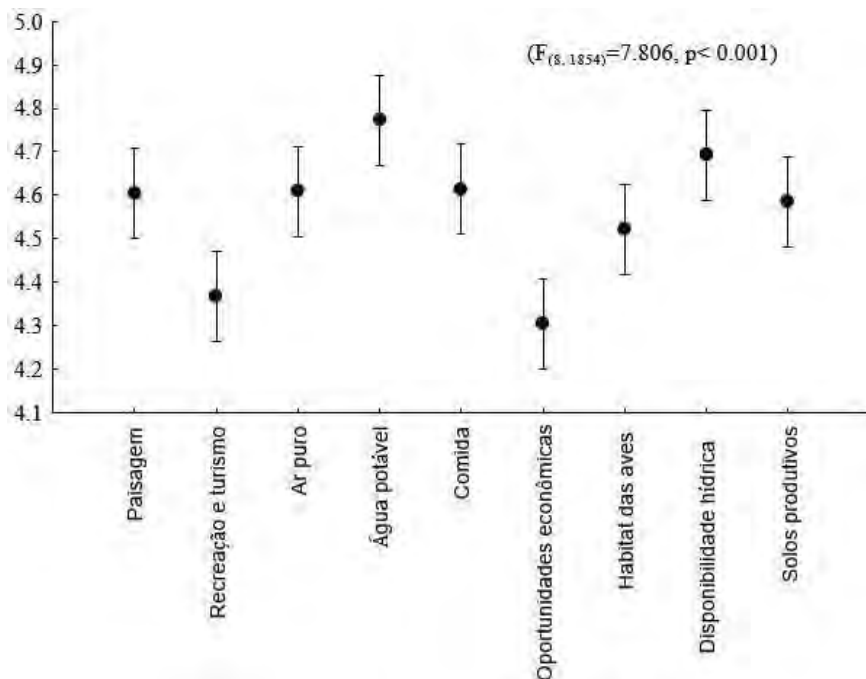 5.0
4.9
4.8
4.7
4.6
4.5
4.4
4.3
4.2
4.1
(F(8, 1854)=7.806, p< 0.001)
Paisagem
Recreação e turismo
Ar puro
Água potável
Comida
Oportunidades econômicas
Habitat das aves
Disponibilidade hídrica
Solos produtivos